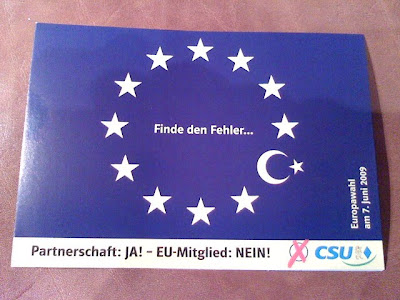 Finde den Fehler...
Europawahl
am 7. Juni 2009
Partnerschaft: JA! – EU-Mitglied: NEIN!
CSU